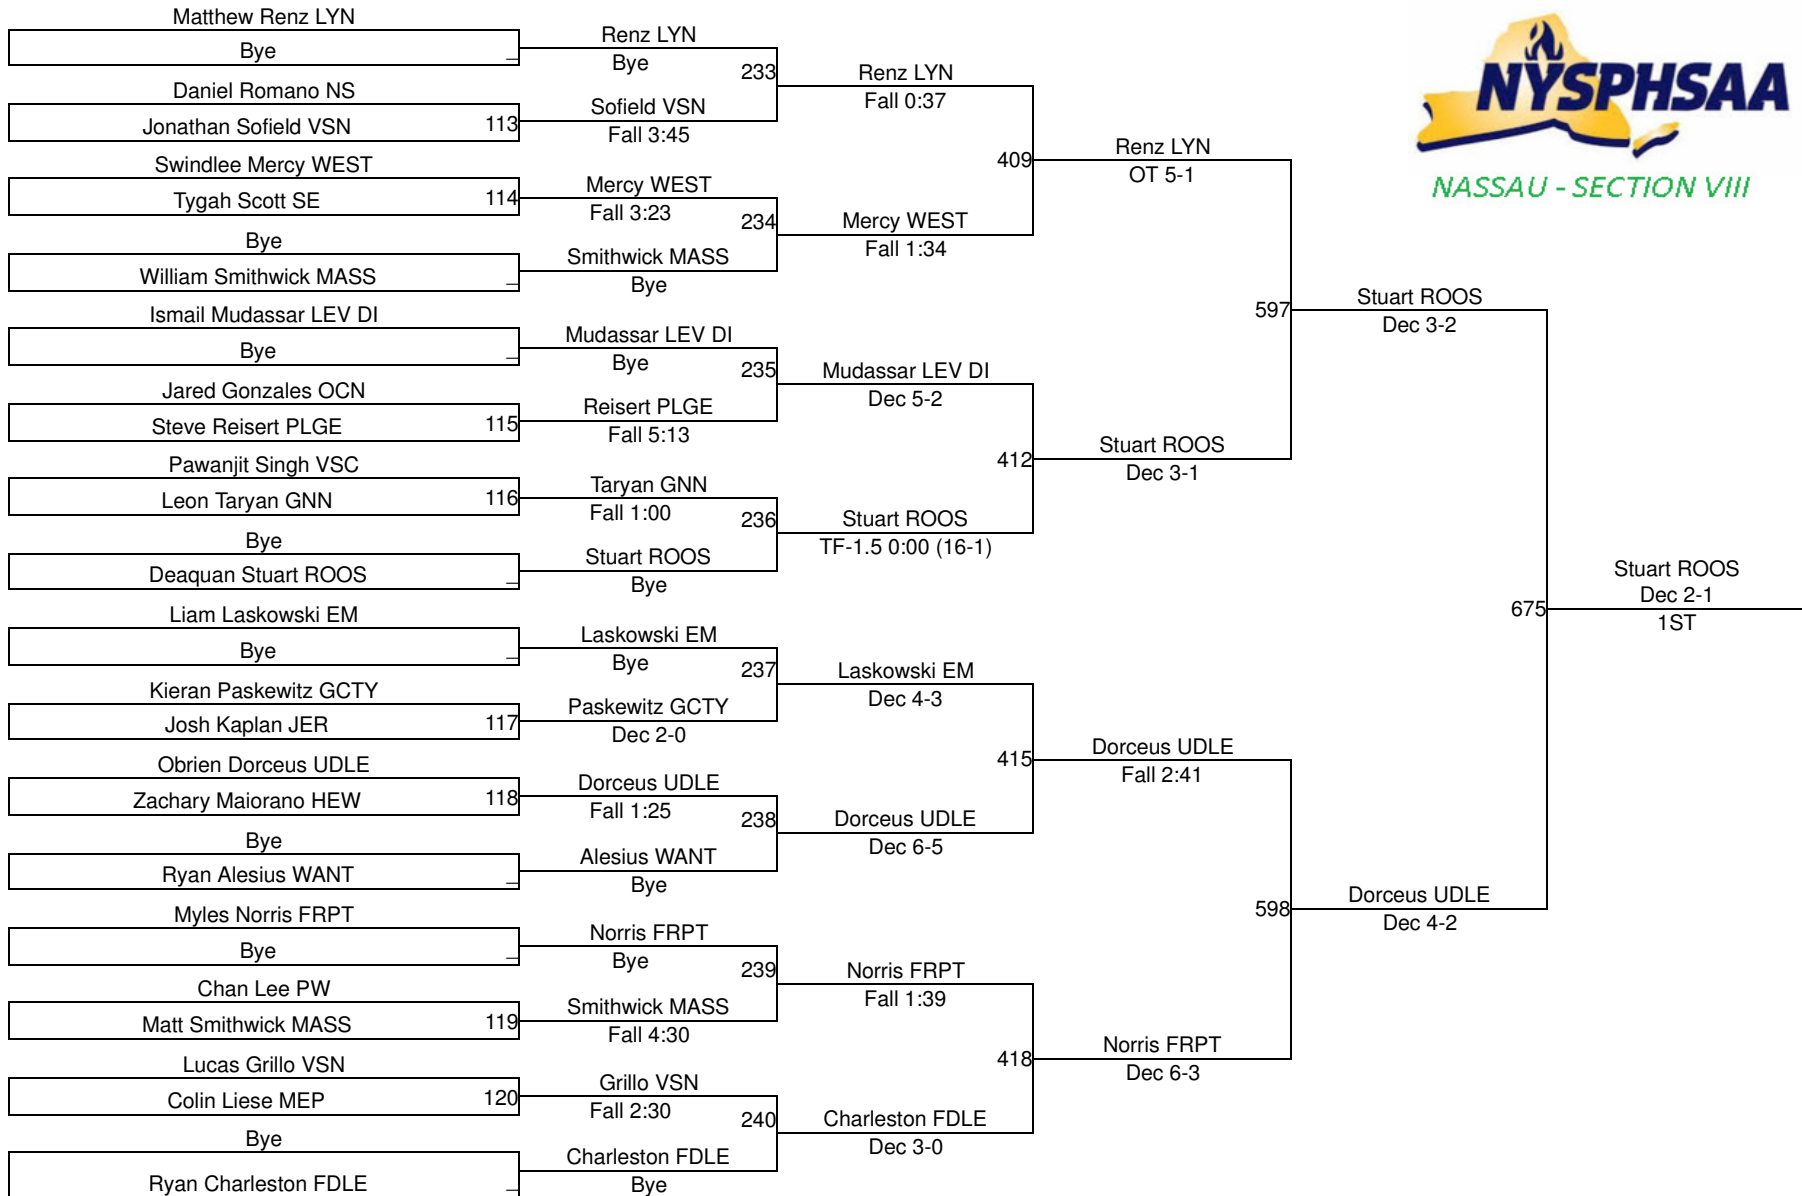 Matthew Renz LYN
Bye _
Daniel Romano NS
Jonathan Sofield VSN 113
Swindlee Mercy WEST
Tygah Scott SE 114
Bye
William Smithwick MASS _
Ismail Mudassar LEV DI
Bye _
Jared Gonzales OCN
Steve Reisert PLGE 115
Pawanjit Singh VSC
Leon Taryan GNN 116
Bye
Deaquan Stuart ROOS _
Liam Laskowski EM
Bye _
Kieran Paskewitz GCTY
Josh Kaplan JER 117
Obrien Dorceus UDLE
Zachary Maiorano HEW 118
Bye
Ryan Alesius WANT _
Myles Norris FRPT
Bye _
Chan Lee PW
Matt Smithwick MASS 119
Lucas Grillo VSN
Colin Liese MEP 120
Bye
Ryan Charleston FDLE _
Renz LYN
Bye
233
Sofield VSN
Fall 3:45
Mercy WEST
Fall 3:23
234
Smithwick MASS
Bye
Mudassar LEV DI
Bye
235
Reisert PLGE
Fall 5:13
Taryan GNN
Fall 1:00
236
Stuart ROOS
Bye
Laskowski EM
Bye
237
Paskewitz GCTY
Dec 2-0
Dorceus UDLE
Fall 1:25
238
Alesius WANT
Bye
Norris FRPT
Bye
239
Smithwick MASS
Fall 4:30
Grillo VSN
Fall 2:30
240
Charleston FDLE
Bye
Renz LYN
Fall 0:37
409
Mercy WEST
Fall 1:34
Mudassar LEV DI
Dec 5-2
412
Stuart ROOS
TF-1.5 0:00 (16-1)
Laskowski EM
Dec 4-3
415
Dorceus UDLE
Dec 6-5
Norris FRPT
Fall 1:39
418
Charleston FDLE
Dec 3-0
Renz LYN
OT 5-1
597
Stuart ROOS
Dec 3-1
Dorceus UDLE
Fall 2:41
598
Norris FRPT
Dec 6-3
Stuart ROOS
Dec 3-2
675
Dorceus UDLE
Dec 4-2
Stuart ROOS
Dec 2-1
1ST
NYSPHSAA
NASSAU - SECTION VIII